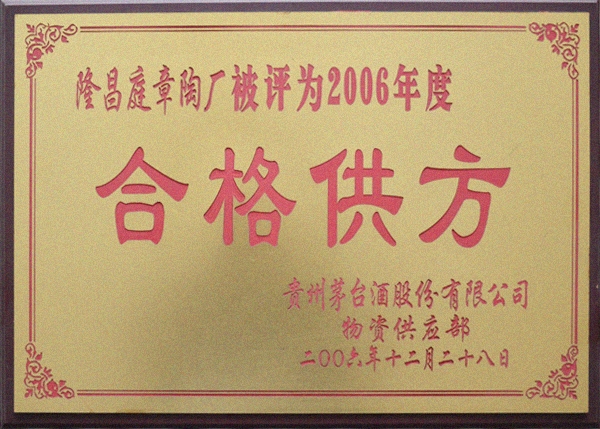 隆昌庭章陶厂被评为2006年度
合格供方
贵州茅台酒股份有限公司
物资供应部
二〇〇六年十二月二十八日